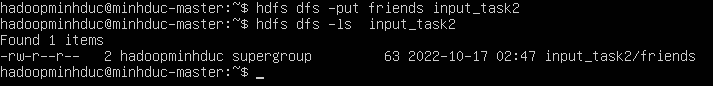 hadoopminhduc@minhduc-master:~$ hdfs dfs -put friends input_task2
hadoopminhduc@minhduc-master:~$ hdfs dfs -ls  input_task2
Found 1 items
-rw-r--r--   2 hadoopminhduc supergroup         63 2022-10-17 02:47 input_task2/friends
hadoopminhduc@minhduc-master:~$ _